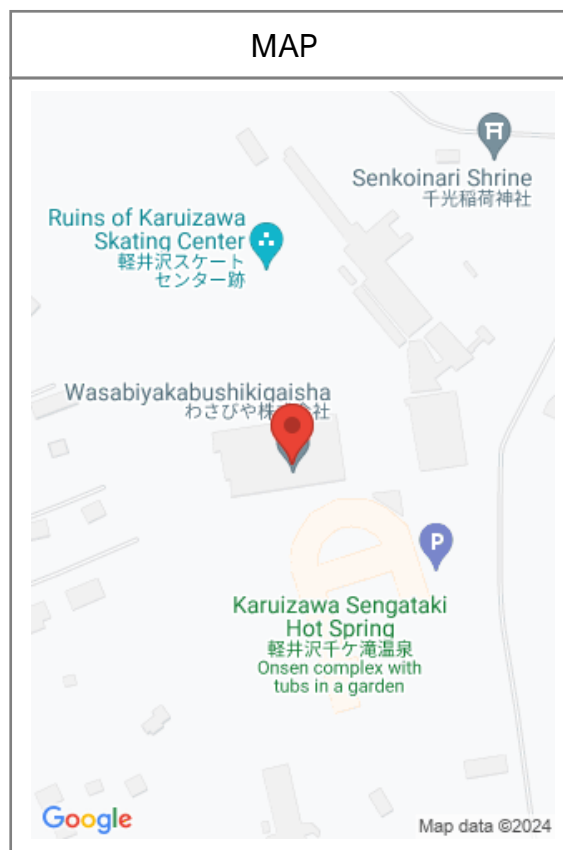 MAP
Senkoinari Shrine
千光稲荷神社
Ruins of Karuizawa
Skating Center
軽井沢スケート
センター跡
Wasabiyakabushikigaisha
わさびや株 会社
P
Karuizawa Sengataki
Hot Spring
軽井沢千ケ滝温泉
Onsen complex with
tubs in a garden
Google
Map data ©2024